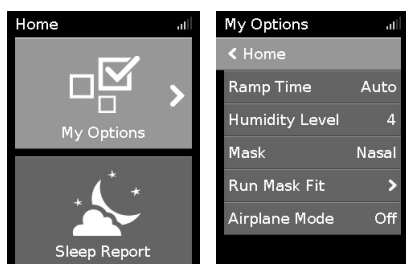 Home
My Options
Sleep Report
My Options
Home
Ramp Time Auto
Humidity Level 4
Mask Nasal
Run Mask Fit
Airplane Mode Off